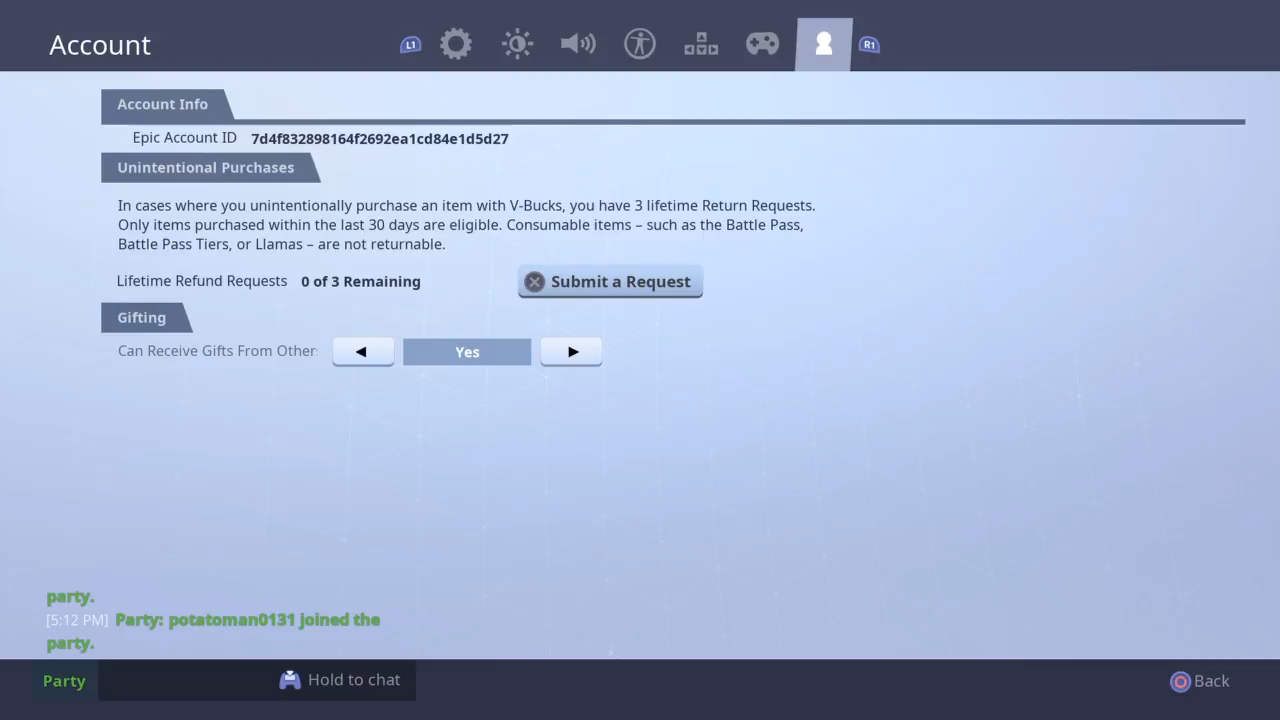 Account
L1
R1
Account Info
Epic Account ID 7d4f832898164f2692ea1cd84e1d5d27
Unintentional Purchases
In cases where you unintentionally purchase an item with V-Bucks, you have 3 lifetime Return Requests.
Only items purchased within the last 30 days are eligible. Consumable items – such as the Battle Pass,
Battle Pass Tiers, or Llamas – are not returnable.
Lifetime Refund Requests 0 of 3 Remaining
Submit a Request
Gifting
Can Receive Gifts From Other
Yes
party.
[5:12 PM] Party: potatoman0131 joined the
party.
Party
Hold to chat
Back